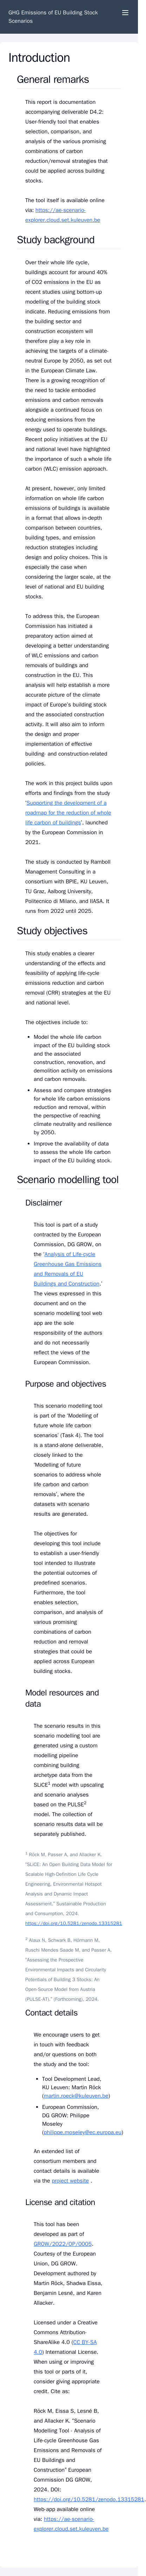 GHG Emissions of EU Building Stock
Scenarios
Introduction
General remarks
This report is documentation
accompanying deliverable D4.2:
User-friendly tool that enables
selection, comparison, and
analysis of the various promising
combinations of carbon
reduction/removal strategies that
could be applied across building
stocks.
The tool itself is available online
via: https://ae-scenario-
explorer.cloud.set.kuleuven.be
Study background
Over their whole life cycle,
buildings account for around 40%
of CO2 emissions in the EU as
recent studies using bottom-up
modelling of the building stock
indicate. Reducing emissions from
the building sector and
construction ecosystem will
therefore play a key role in
achieving the targets of a climate-
neutral Europe by 2050, as set out
in the European Climate Law.
There is a growing recognition of
the need to tackle embodied
emissions and carbon removals
alongside a continued focus on
reducing emissions from the
energy used to operate buildings.
Recent policy initiatives at the EU
and national level have highlighted
the importance of such a whole life
carbon (WLC) emission approach.
At present, however, only limited
information on whole life carbon
emissions of buildings is available
in a format that allows in-depth
comparison between countries,
building types, and emission
reduction strategies including
design and policy choices. This is
especially the case when
considering the larger scale, at the
level of national and EU building
stocks.
To address this, the European
Commission has initiated a
preparatory action aimed at
developing a better understanding
of WLC emissions and carbon
removals of buildings and
construction in the EU. This
analysis will help establish a more
accurate picture of the climate
impact of Europe's building stock
and the associated construction
activity. It will also aim to inform
the design and proper
implementation of effective
building- and construction-related
policies.
The work in this project builds upon
efforts and findings from the study
'Supporting the development of a
roadmap for the reduction of whole
life carbon of buildings', launched
by the European Commission in
2021.
The study is conducted by Ramboll
Management Consulting in a
consortium with BPIE, KU Leuven,
TU Graz, Aalborg University,
Politecnico di Milano, and IIASA. It
runs from 2022 until 2025.
Study objectives
This study enables a clearer
understanding of the effects and
feasibility of applying life-cycle
emissions reduction and carbon
removal (CRR) strategies at the EU
and national level.
The objectives include to:
Model the whole life carbon
impact of the EU building stock
and the associated
construction, renovation, and
demolition activity on emissions
and carbon removals.
Assess and compare strategies
for whole life carbon emissions
reduction and removal, within
the perspective of reaching
climate neutrality and resilience
by 2050.
Improve the availability of data
to assess the whole life carbon
impact of the EU building stock.
Scenario modelling tool
Disclaimer
This tool is part of a study
contracted by the European
Commission, DG GROW, on
the 'Analysis of Life-cycle
Greenhouse Gas Emissions
and Removals of EU
Buildings and Construction.'
The views expressed in this
document and on the
scenario modelling tool web
app are the sole
responsibility of the authors
and do not necessarily
reflect the views of the
European Commission.
Purpose and objectives
This scenario modelling tool
is part of the 'Modelling of
future whole life carbon
scenarios' (Task 4). The tool
is a stand-alone deliverable,
closely linked to the
'Modelling of future
scenarios to address whole
life carbon and carbon
removals', where the
datasets with scenario
results are generated.
The objectives for
developing this tool include
to establish a user-friendly
tool intended to illustrate
the potential outcomes of
predefined scenarios.
Furthermore, the tool
enables selection,
comparison, and analysis of
various promising
combinations of carbon
reduction and removal
strategies that could be
applied across European
building stocks.
Model resources and
data
The scenario results in this
scenario modelling tool are
generated using a custom
modelling pipeline
combining building
archetype data from the
SLiCE1 model with upscaling
and scenario analyses
based on the PULSE2
model. The collection of
scenario results data will be
separately published.
1 Röck M, Passer A, and Allacker K.
"SLiCE: An Open Building Data Model for
Scalable High-Definition Life Cycle
Engineering, Environmental Hotspot
Analysis and Dynamic Impact
Assessment." Sustainable Production
and Consumption, 2024.
https://doi.org/10.5281/zenodo.13315281
2 Alaux N, Schwark B, Hörmann M,
Ruschi Mendes Saade M, and Passer A.
"Assessing the Prospective
Environmental Impacts and Circularity
Potentials of Building S Stocks: An
Open-Source Model from Austria
(PULSE-AT)." (Forthcoming), 2024.
Contact details
We encourage users to get
in touch with feedback
and/or questions on both
the study and the tool:
Tool Development Lead,
KU Leuven: Martin Röck
(martin.roeck@kuleuven.be)
European Commission,
DG GROW: Philippe
Moseley
(philippe.moseley@ec.europa.eu)
An extended list of
consortium members and
contact details is available
via the project website .
License and citation
This tool has been
developed as part of
GROW/2022/OP/0005.
Courtesy of the European
Union, DG GROW.
Development authored by
Martin Röck, Shadwa Eissa,
Benjamin Lesné, and Karen
Allacker.
Licensed under a Creative
Commons Attribution-
ShareAlike 4.0 (CC BY- SA
4.0) International License.
When using or improving
this tool or parts of it,
consider giving appropriate
credit. Cite as:
Röck M, Eissa S, Lesné B,
and Allacker K. "Scenario
Modelling Tool - Analysis of
Life-cycle Greenhouse Gas
Emissions and Removals of
EU Buildings and
Construction" European
Commission DG GROW,
2024. DOI:
https://doi.org/10.5281/zenodo.13315281.
Web app available online
via: https://ae-scenario-
explorer.cloud.set.kuleuven.be